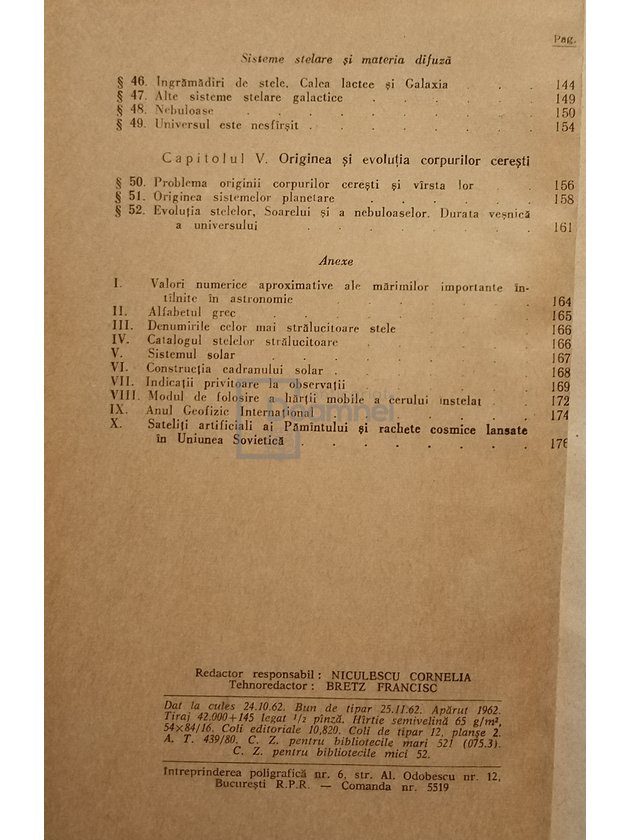 Pag.
Sisteme stelare și materia difuză
§ 46. Ingrămădiri de stele. Calea lactee și Galaxia . . 144
§ 47. Alte sisteme stelare galactice . . . . . 149
§ 48. Nebuloase . . . . . . . . . 150
§ 49. Universul este nesfîrșit . . . . . . . 154
Capitolul V. Originea și evoluția corpurilor cerești
§ 50. Problema originii corpurilor cerești și vîrsta lor . 156
§ 51. Originea sistemelor planetare . . . . . 158
§ 52. Evoluția stelelor, Soarelui și a nebuloaselor. Durata veșnică
a universului . . . . . . . 161
Anexe
I. Valori numerice aproximative ale mărimilor importante în-
tîlnite în astronomie . . . . . . 164
II. Alfabetul grec . . . . . . . 165
III. Denumirile celor mai strălucitoare stele . . . 166
IV. Catalogul stelelor strălucitoare . . . . . 166
V. Sistemul solar . . . . . . . 167
VI. Construcția cadranului solar . . . . . 168
VII. Indicații privitoare la observații . . . . 169
VIII. Modul de folosire a hărții mobile a cerului înstelat . 172
IX. Anul Geofizic Internațional . . . . . 174
X. Sateliți artificiali ai Pămîntului și rachete cosmice lansate
în Uniunea Sovietică . . . . . . . 176
Redactor responsabil: NICULESCU CORNELIA
Tehnoredactor: BRETZ FRANCISC
Dat la cules 24.10.62. Bun de tipar 25.11.62. Apărut 1962.
Tiraj 42.000+145 legat 1/2 pînză. Hîrtie semivelină 65 g/m²,
54×84/16. Coli editoriale 10,820. Coli de tipar 12, planșe 2.
A. T. 439/80. C. Z. pentru bibliotecile mari 521 (075.3).
C. Z. pentru bibliotecile mici 52.
Intreprinderea poligrafică nr. 6, str. Al. Odobescu nr. 12,
București R.P.R. — Comanda nr. 5519